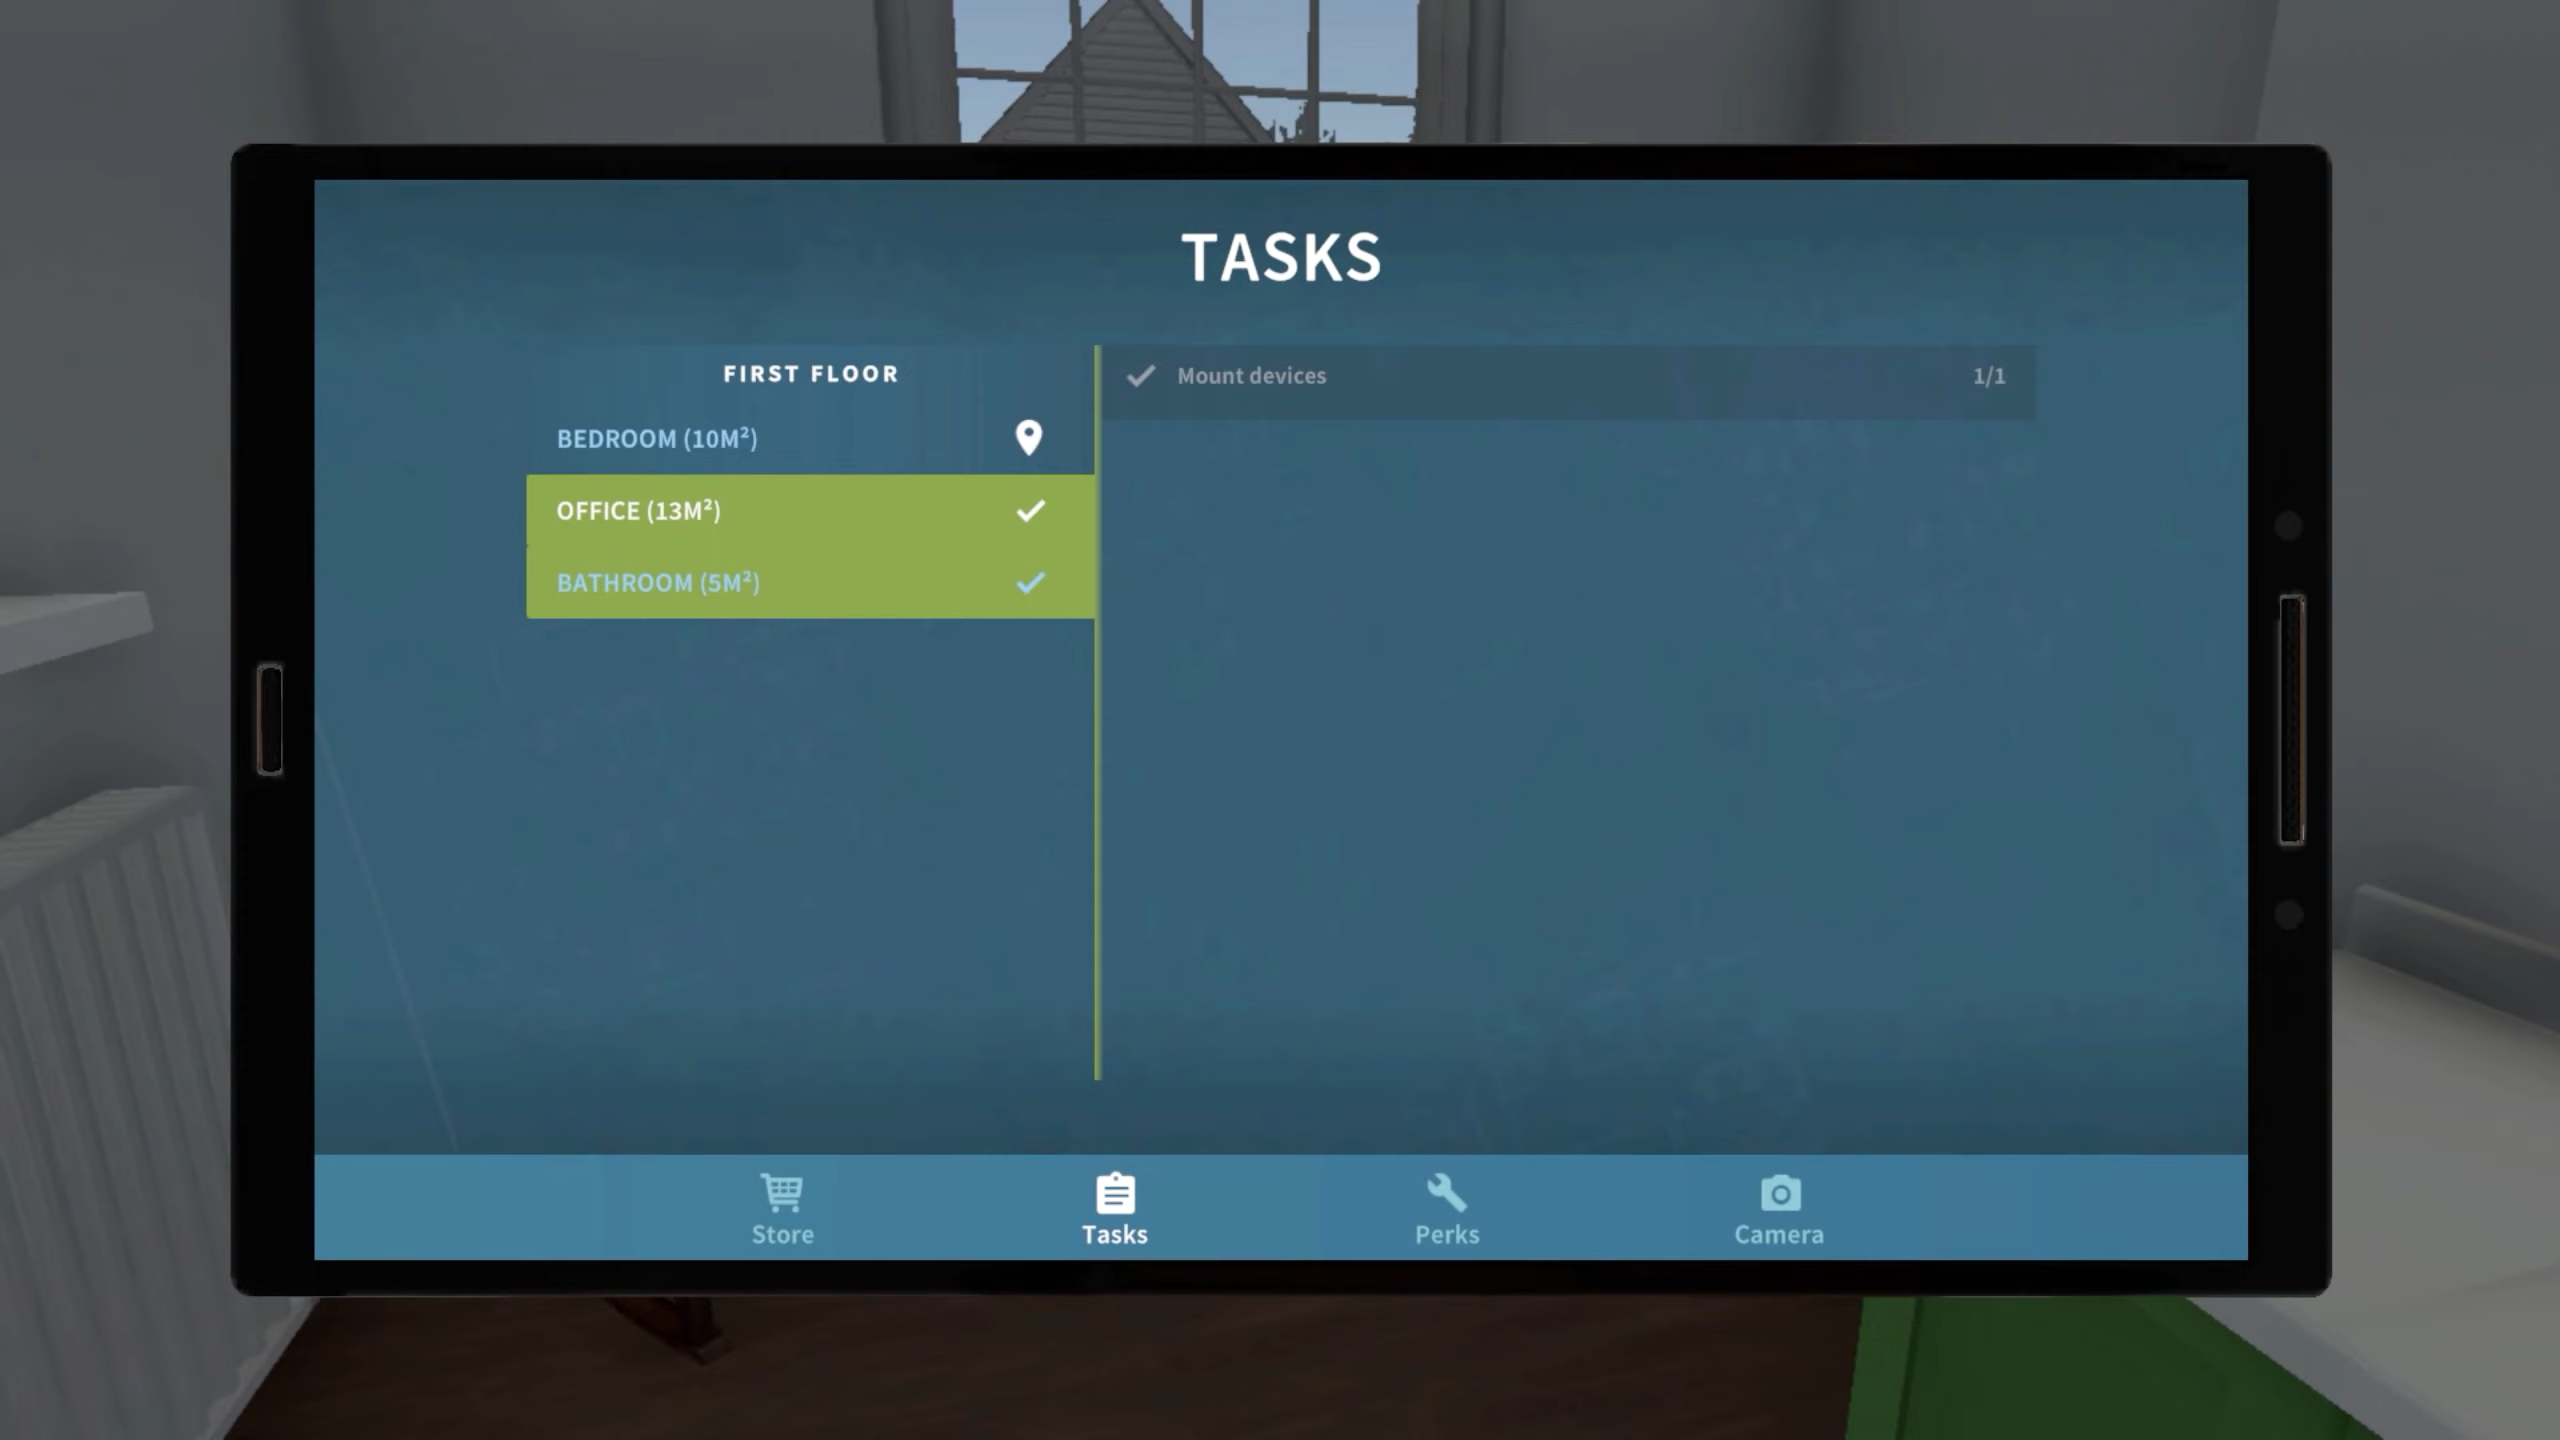 TASKS
FIRST FLOOR
BEDROOM (10M²)
OFFICE (13M²)
BATHROOM (5M²)
Mount devices 1/1
Store
Tasks
Perks
Camera